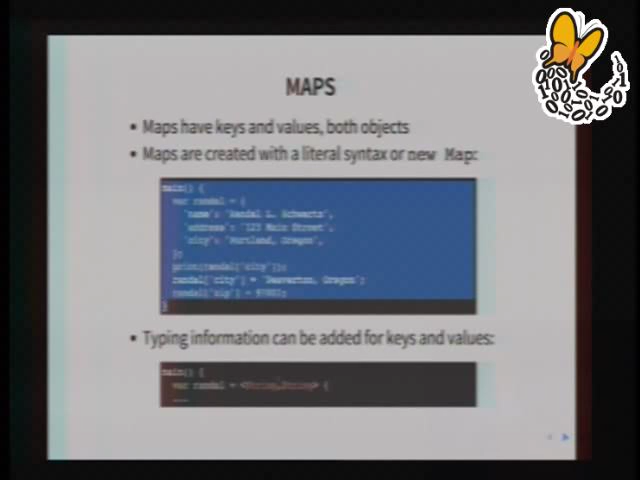 MAPS
Maps have keys and values, both objects
Maps are created with a literal syntax or new Map:
main() {
var randal = {
'name': 'Randal L. Schwartz',
'address': '123 Main Street',
'city': 'Portland, Oregon',
};
print(randal['city']);
randal['city'] = 'Beaverton, Oregon';
randal['zip'] =
}
Typing information can be added for keys and values:
main() {
var randal = <String,String> {
...